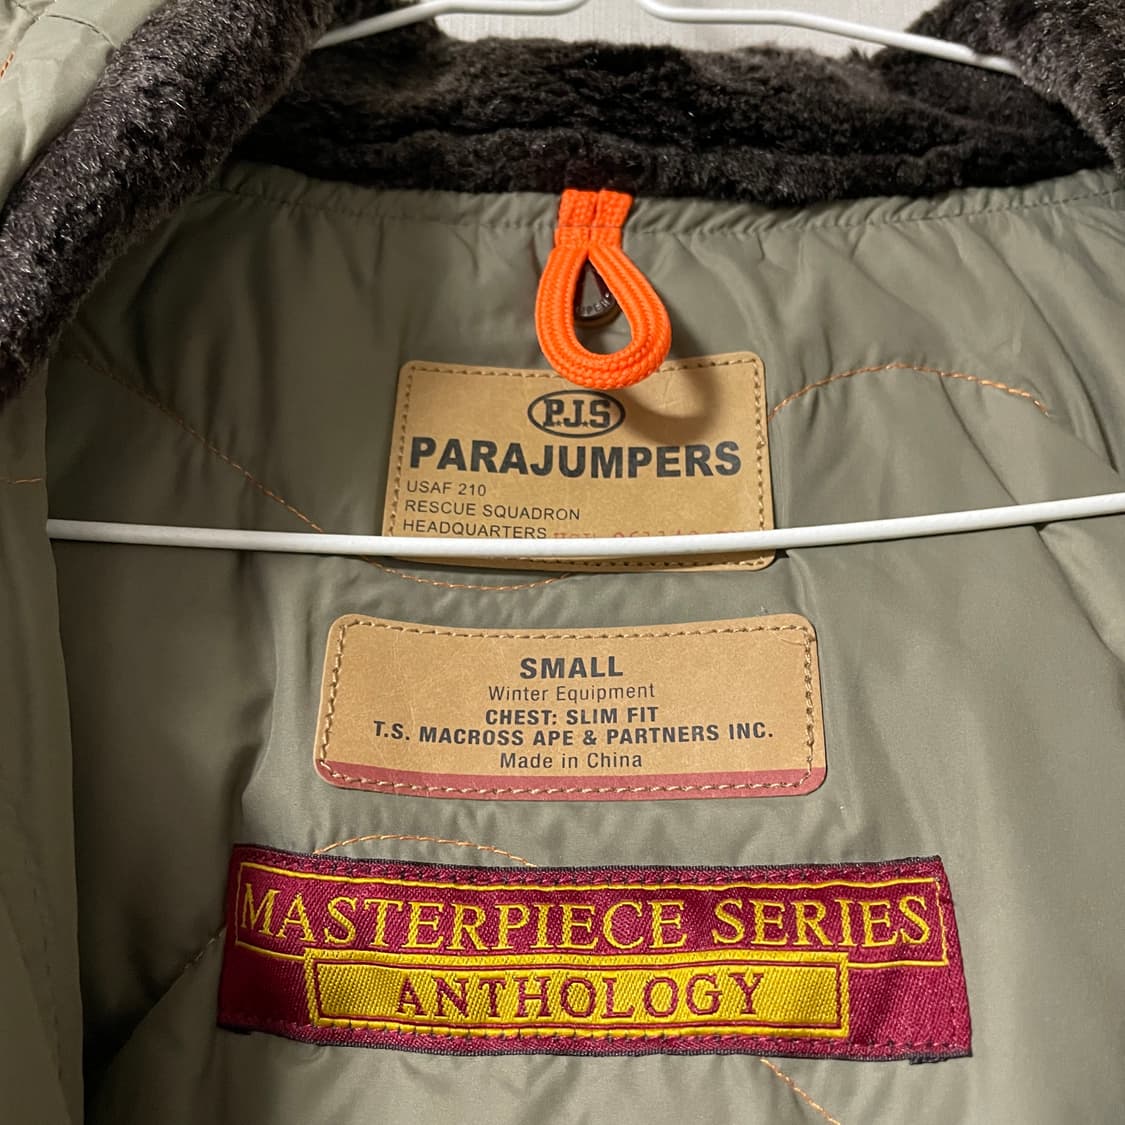 P.J.S
PARAJUMPERS
USAF 210
RESCUE SQUADRON
HEADQUARTERS
SMALL
Winter Equipment
CHEST: SLIM FIT
T.S. MACROSS APE & PARTNERS INC.
Made in China
MASTERPIECE SERIES
ANTHOLOGY